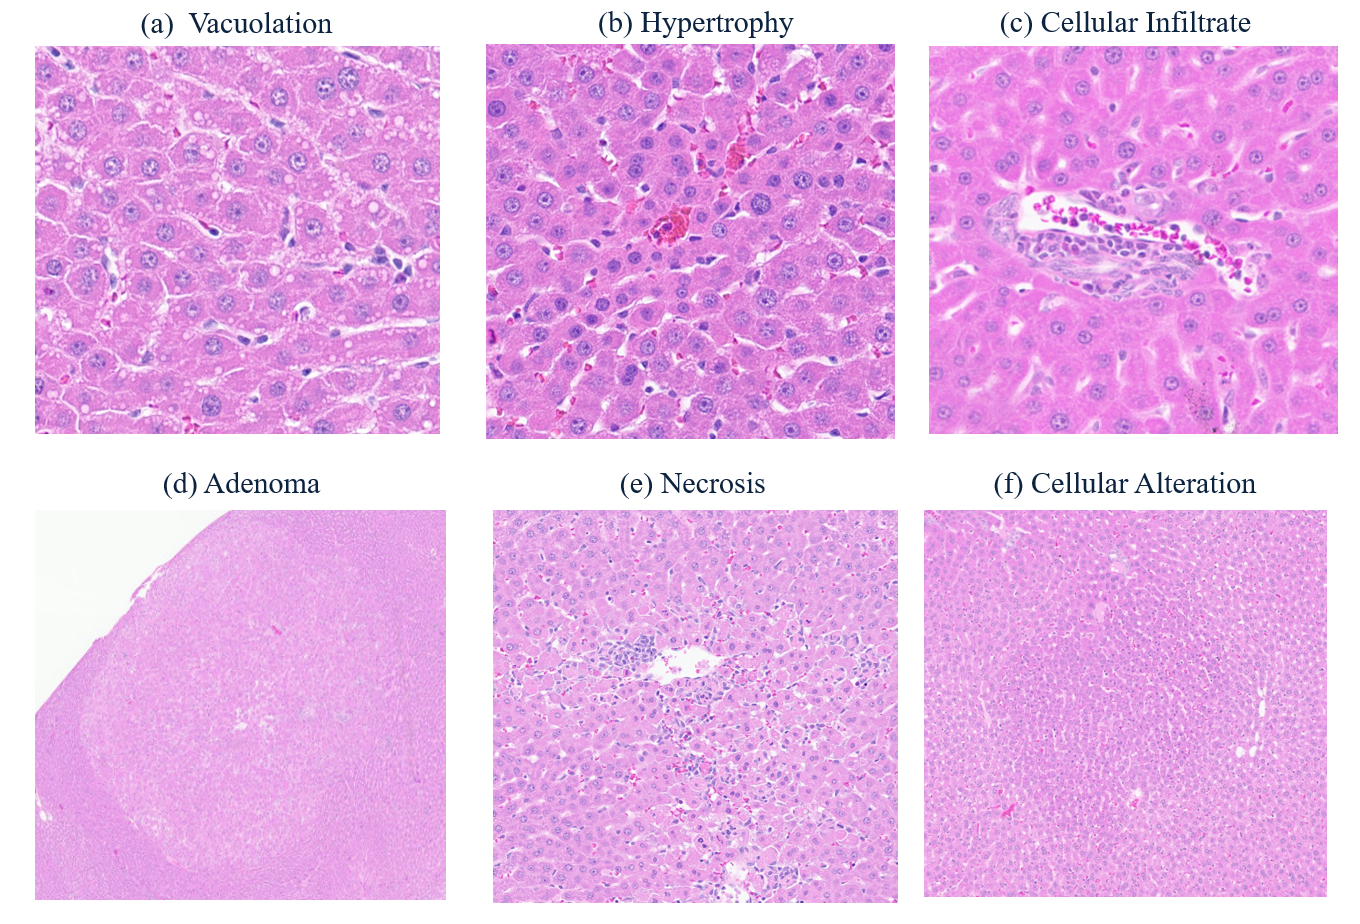 (a) Vacuolation
(b) Hypertrophy
(c) Cellular Infiltrate
(d) Adenoma
(e) Necrosis
(f) Cellular Alteration